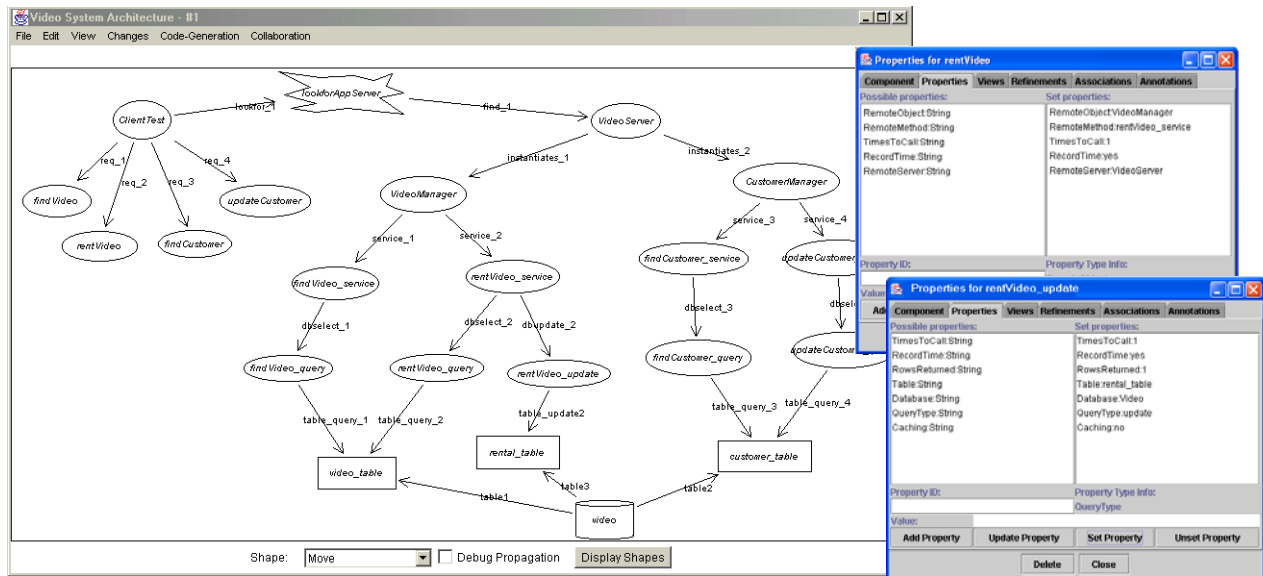 Video System Architecture - #1
File Edit View Changes Code-Generation Collaboration
lookforAppServer
lookfor_1
find_1
ClientTest
VideoServer
req_1
req_2
req_3
req_4
instantiates_1
instantiates_2
findVideo
updateCustomer
VideoManager
CustomerManager
rentVideo
findCustomer
service_1
service_2
service_3
service_4
findVideo_service
rentVideo_service
findCustomer_service
updateCustomer
dbselect_1
dbselect_2
dbupdate_2
dbselect_3
dbsel
findVideo_query
rentVideo_query
rentVideo_update
findCustomer_query
updateCustom
table_query_1
table_query_2
table_update2
table_query_3
table_query_4
video_table
rental_table
customer_table
table1
table3
table2
video
Shape: Move Debug Propagation Display Shapes
Properties for rentVideo
Component Properties Views Refinements Associations Annotations
Possible properties: Set properties:
RemoteObject:String RemoteObject:VideoManager
RemoteMethod:String RemoteMethod:rentVideo_service
TimesToCall:String TimesToCall:1
RecordTime:String RecordTime:yes
RemoteServer:String RemoteServer:VideoServer
Property ID: Property Type Info:
Value
Ad
Properties for rentVideo_update
Component Properties Views Refinements Associations Annotations
Possible properties: Set properties:
TimesToCall:String TimesToCall:1
RecordTime:String RecordTime:yes
RowsReturned:String RowsReturned:1
Table:String Table:rental_table
Database:String Database:Video
QueryType:String QueryType:update
Caching:String Caching:no
Property ID: Property Type Info:
QueryType
Value:
Add Property Update Property Set Property Unset Property
Delete Close